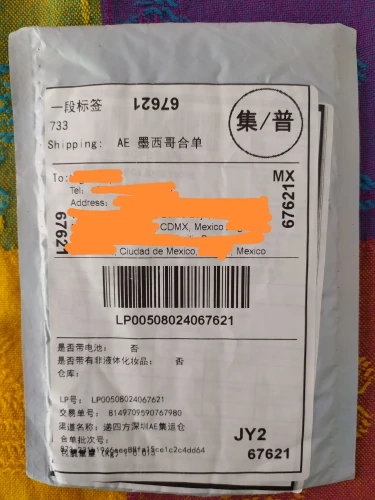 一段标签
67621
集/普
733
Shipping: AE 墨西哥合单
To:
MX
Tel:
Address:
67621
67621
CDMX, Mexico
Ciudad de Mexico, Mexico
LP00508024067621
是否带电池: 否
是否带有非液体化妆品: 否
仓库:
LP号: LP00508024067621
交易单号: B149709590767980
渠道名称: 递四方深圳AE集运仓
合单批次号:
JY2
67621